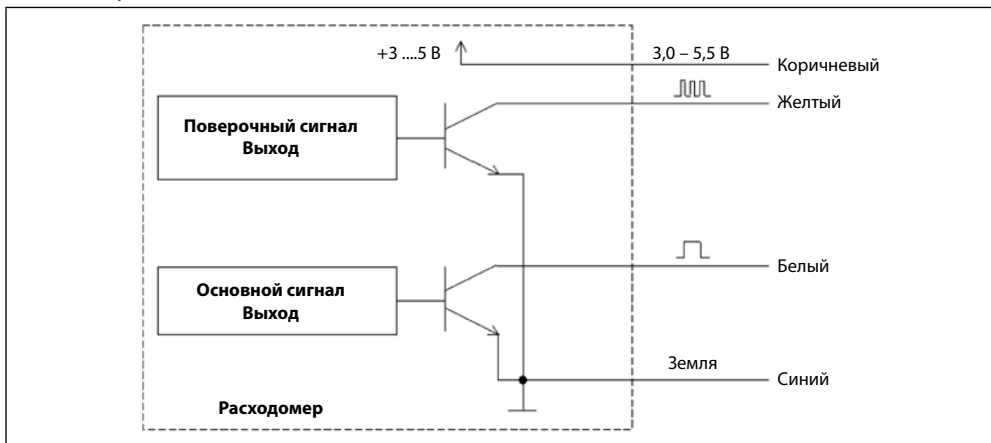 +3 ....5 В
3,0 – 5,5 В
Коричневый
Желтый
Поверочный сигнал
Выход
Белый
Основной сигнал
Выход
Земля
Синий
Расходомер